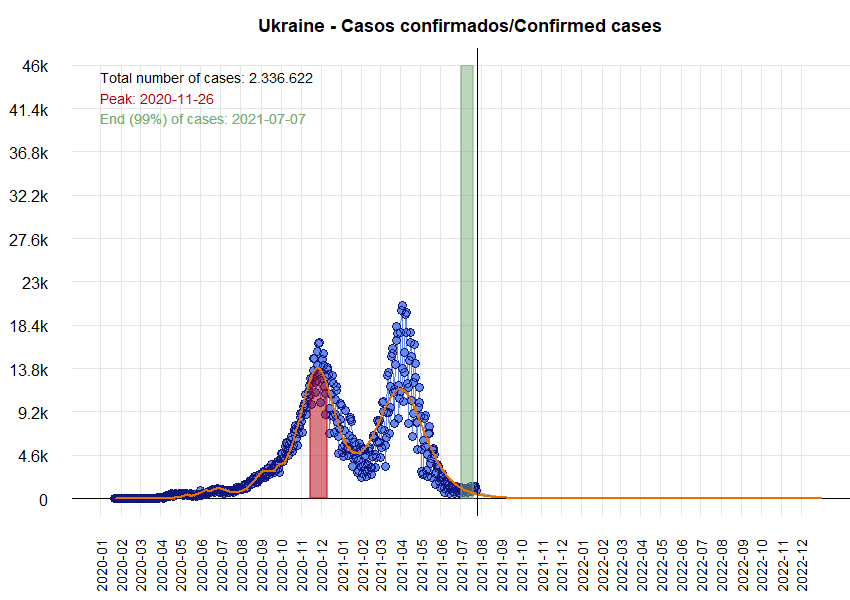 Ukraine - Casos confirmados/Confirmed cases
46k
Total number of cases: 2.336.622
Peak: 2020-11-26
41.4k
End (99%) of cases: 2021-07-07
36.8k
32.2k
27.6k
23k
18.4k
13.8k
9.2k
4.6k
0
2020-01
2020-02
2020-03
2020-04
2020-05
2020-06
2020-07
2020-08
2020-09
2020-10
2020-11
2020-12
2021-01
2021-02
2021-03
2021-04
2021-05
2021-06
2021-07
2021-08
2021-09
2021-10
2021-11
2021-12
2022-01
2022-02
2022-03
2022-04
2022-05
2022-06
2022-07
2022-08
2022-09
2022-10
2022-11
2022-12